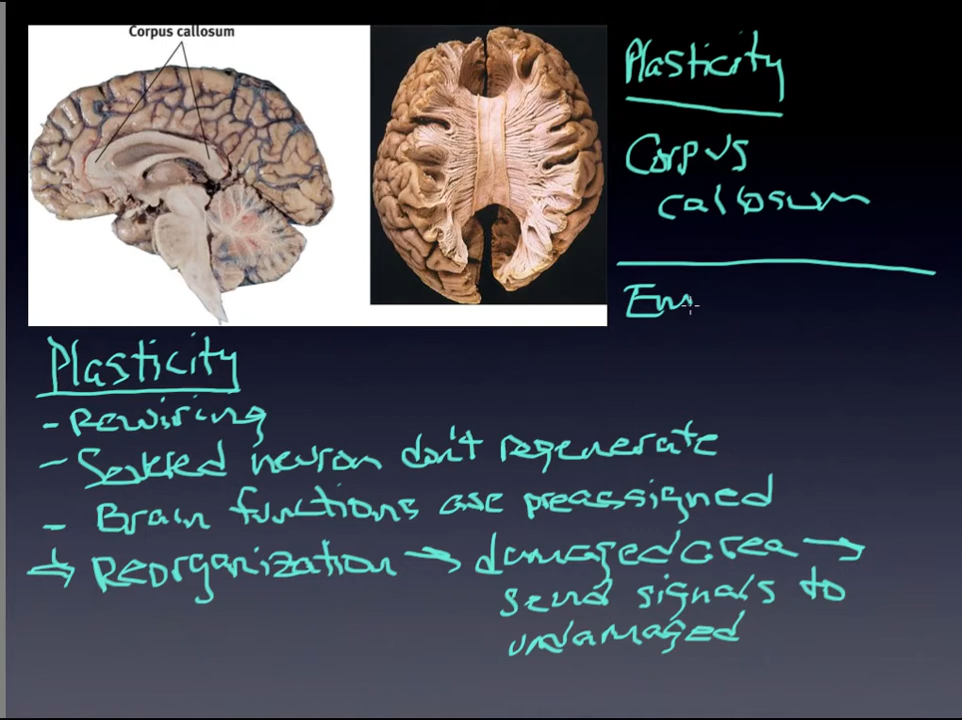 Corpus callosum
Plasticity
Corpus
callosum
Plasticity
- Rewiring
- neuron don't regenerate
- Brain functions are preassigned
Reorganization → damaged area →
send signals to
undamaged